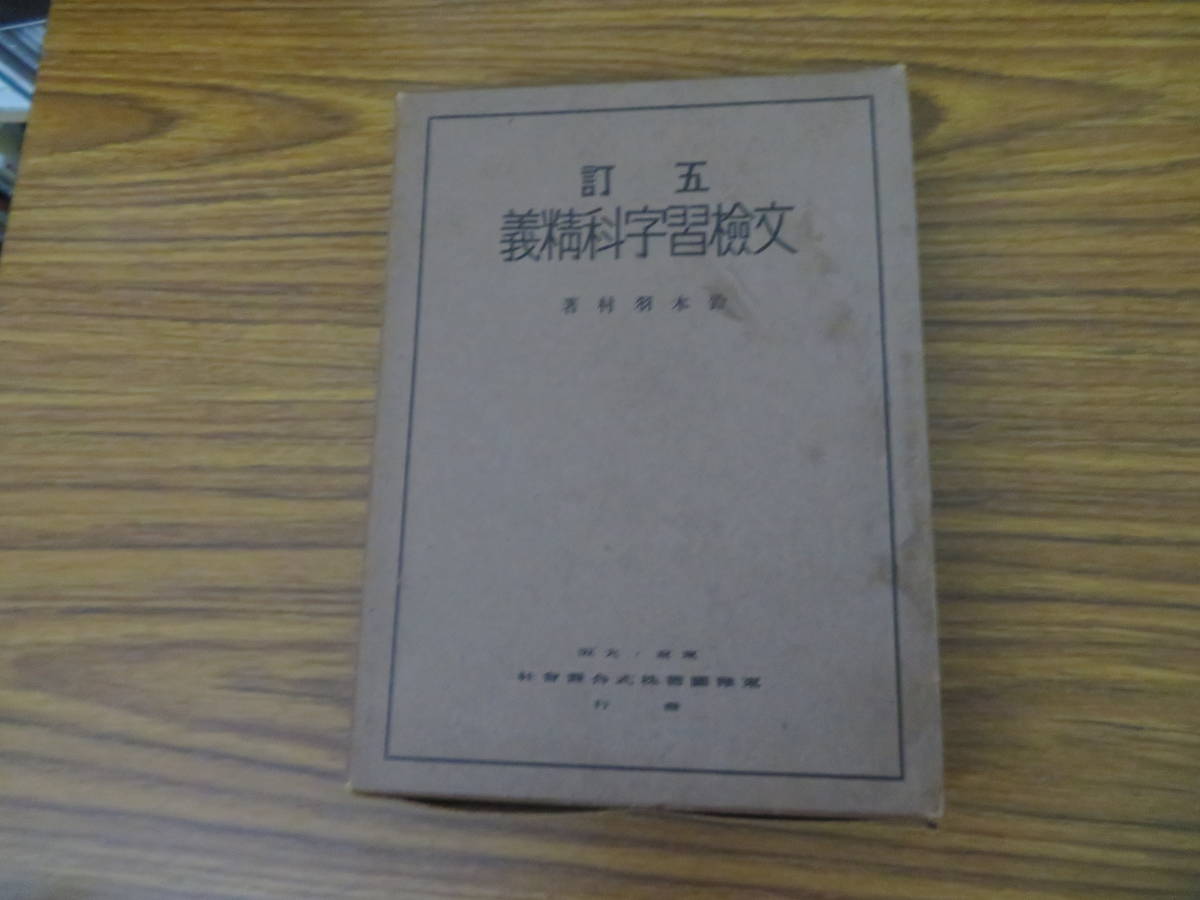 五訂
文檢習字科精義
鈴木羽村著
東京・大阪
東洋圖書株式合資會社
發行